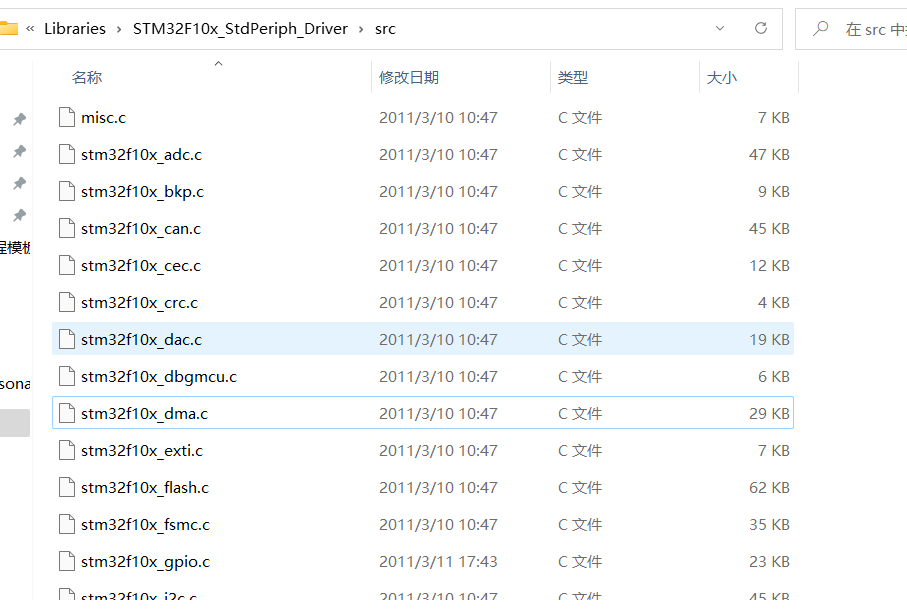 « Libraries › STM32F10x_StdPeriph_Driver › src
在 src 中
名称 修改日期 类型 大小
misc.c 2011/3/10 10:47 C 文件 7 KB
stm32f10x_adc.c 2011/3/10 10:47 C 文件 47 KB
stm32f10x_bkp.c 2011/3/10 10:47 C 文件 9 KB
stm32f10x_can.c 2011/3/10 10:47 C 文件 45 KB
程模板
stm32f10x_cec.c 2011/3/10 10:47 C 文件 12 KB
stm32f10x_crc.c 2011/3/10 10:47 C 文件 4 KB
stm32f10x_dac.c 2011/3/10 10:47 C 文件 19 KB
stm32f10x_dbgmcu.c 2011/3/10 10:47 C 文件 6 KB
sona
stm32f10x_dma.c 2011/3/10 10:47 C 文件 29 KB
stm32f10x_exti.c 2011/3/10 10:47 C 文件 7 KB
stm32f10x_flash.c 2011/3/10 10:47 C 文件 62 KB
stm32f10x_fsmc.c 2011/3/10 10:47 C 文件 35 KB
stm32f10x_gpio.c 2011/3/11 17:43 C 文件 23 KB
stm32f10x_i2c.c 2011/3/10 10:47 C 文件 45 KB